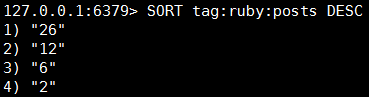 127.0.0.1:6379> SORT tag:ruby:posts DESC
1) "26"
2) "12"
3) "6"
4) "2"